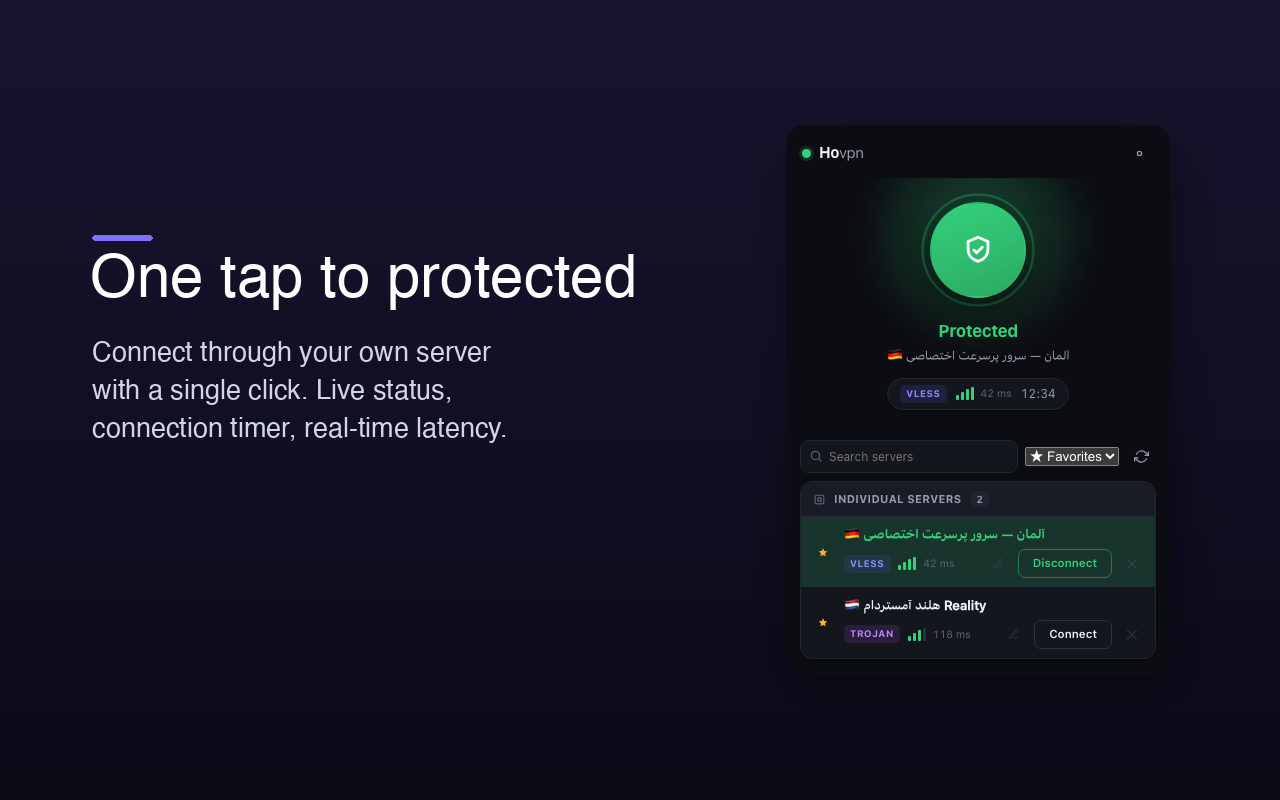 One tap to protected
Connect through your own server
with a single click. Live status,
connection timer, real-time latency.
Hovpn
Protected
آلمان — سرور پرسرعت اختصاصی 🇩🇪
VLESS 42 ms 12:34
Search servers ★ Favorites
INDIVIDUAL SERVERS 2
آلمان — سرور پرسرعت اختصاصی 🇩🇪
VLESS 42 ms Disconnect
🇳🇱 هلند آمستردام Reality
TROJAN 118 ms Connect